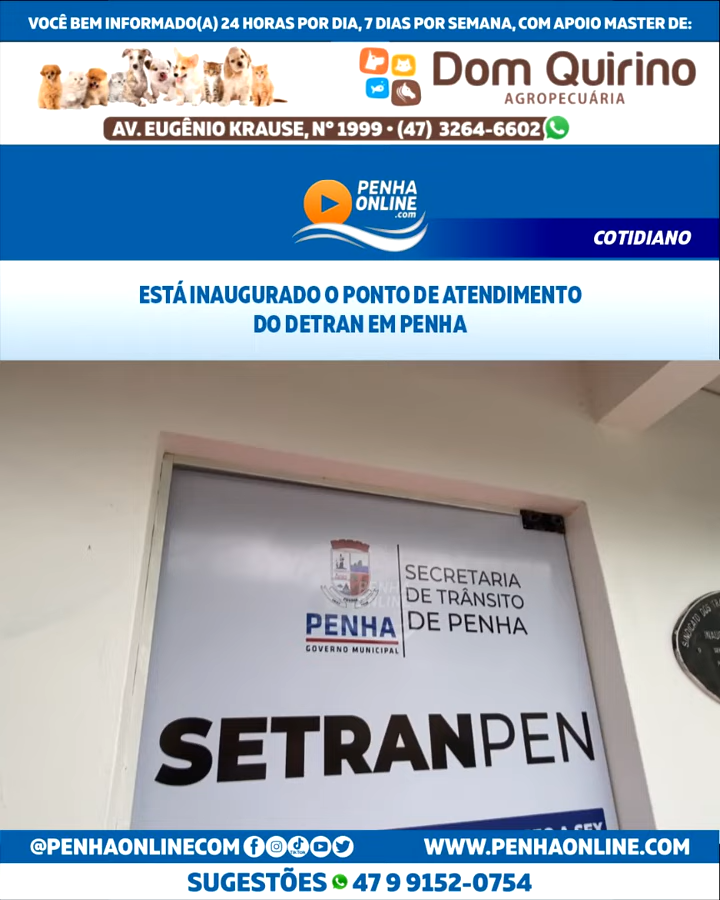 VOCÊ BEM INFORMADO(A) 24 HORAS POR DIA, 7 DIAS POR SEMANA, COM APOIO MASTER DE:
Dom Quirino
AGROPECUÁRIA
AV. EUGÊNIO KRAUSE, Nº 1999 • (47) 3264-6602
PENHA
ONLINE
.com
COTIDIANO
ESTÁ INAUGURADO O PONTO DE ATENDIMENTO
DO DETRAN EM PENHA
SECRETARIA
DE TRÂNSITO
DE PENHA
PENHA
GOVERNO MUNICIPAL
SETRANPEN
SINDICATO DOS
@PENHAONLINECOM
WWW.PENHAONLINE.COM
SUGESTÕES 47 9 9152-0754